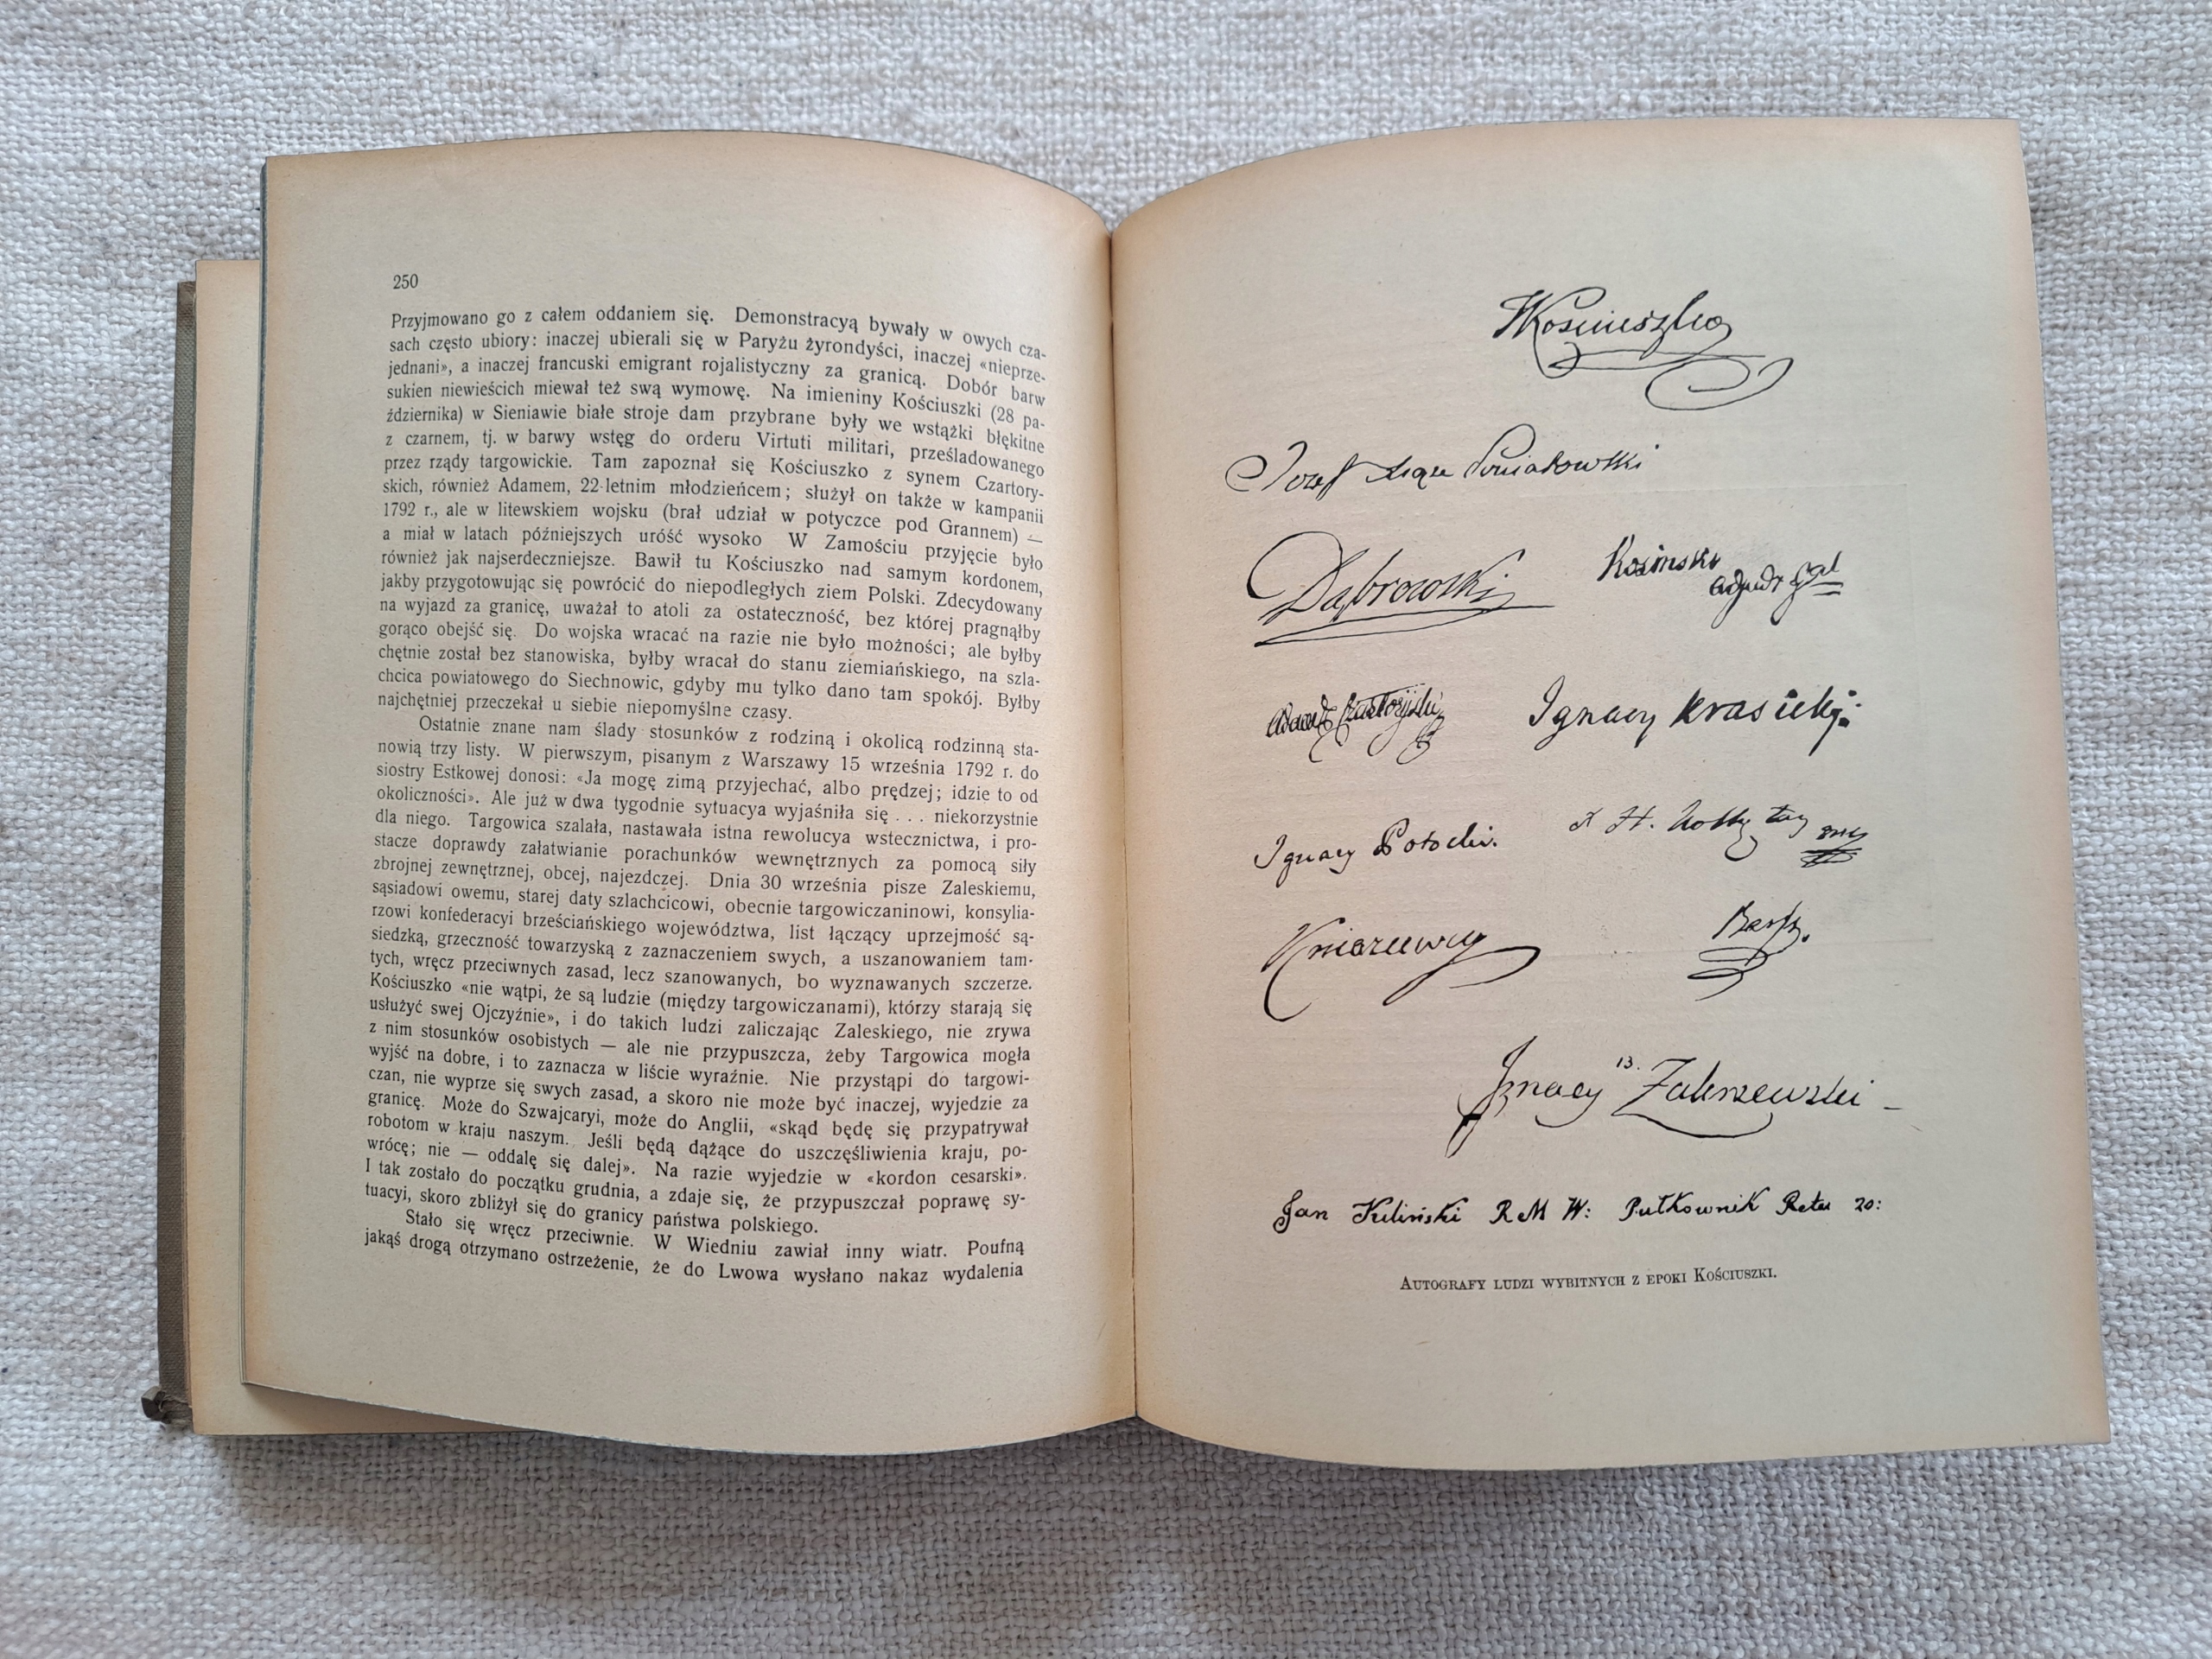 250
Przyjmowano go z całem oddaniem się. Demonstracyą bywały w owych cza-
sach często ubiory: inaczej ubierali się w Paryżu żyrondyści, inaczej «nieprze-
jednani», a inaczej francuski emigrant rojalistyczny za granicą. Dobór barw
sukien niewieścich miewał też swą wymowę. Na imieniny Kościuszki (28 pa-
ździernika) w Sieniawie białe stroje dam przybrane były we wstążki błękitne
z czarnem, tj. w barwy wstęg do orderu Virtuti militari, prześladowanego
przez rządy targowickie. Tam zapoznał się Kościuszko z synem Czartory-
skich, również Adamem, 22-letnim młodzieńcem; służył on także w kampanii
1792 r., ale w litewskiem wojsku (brał udział w potyczce pod Grannem) —
a miał w latach późniejszych uróść wysoko W Zamościu przyjęcie było
również jak najserdeczniejsze. Bawił tu Kościuszko nad samym kordonem,
jakby przygotowując się powrócić do niepodległych ziem Polski. Zdecydowany
na wyjazd za granicę, uważał to atoli za ostateczność, bez której pragnąłby
gorąco obejść się. Do wojska wracać na razie nie było możności; ale byłby
chętnie został bez stanowiska, byłby wracał do stanu ziemiańskiego, na szla-
chcica powiatowego do Siechnowic, gdyby mu tylko dano tam spokój. Byłby
najchętniej przeczekał u siebie niepomyślne czasy.
Ostatnie znane nam ślady stosunków z rodziną i okolicą rodzinną sta-
nowią trzy listy. W pierwszym, pisanym z Warszawy 15 września 1792 r. do
siostry Estkowej donosi: «Ja mogę zimą przyjechać, albo prędzej; idzie to od
okoliczności». Ale już w dwa tygodnie sytuacya wyjaśniła się . . . niekorzystnie
dla niego. Targowica szalała, nastawała istna rewolucya wstecznictwa, i pro-
stacze doprawdy załatwianie porachunków wewnętrznych za pomocą siły
zbrojnej zewnętrznej, obcej, najezdczej. Dnia 30 września pisze Zaleskiemu,
sąsiadowi owemu, starej daty szlachcicowi, obecnie targowiczaninowi, konsylia-
rzowi konfederacyi brześciańskiego województwa, list łączący uprzejmość są-
siedzką, grzeczność towarzyską z zaznaczeniem swych, a uszanowaniem tam-
tych, wręcz przeciwnych zasad, lecz szanowanych, bo wyznawanych szczerze.
Kościuszko «nie wątpi, że są ludzie (między targowiczanami), którzy starają się
usłużyć swej Ojczyźnie», i do takich ludzi zaliczając Zaleskiego, nie zrywa
z nim stosunków osobistych — ale nie przypuszcza, żeby Targowica mogła
wyjść na dobre, i to zaznacza w liście wyraźnie. Nie przystąpi do targowi-
czan, nie wyprze się swych zasad, a skoro nie może być inaczej, wyjedzie za
granicę. Może do Szwajcaryi, może do Anglii, «skąd będę się przypatrywał
robotom w kraju naszym. Jeśli będą dążące do uszczęśliwienia kraju, po-
wrócę; nie — oddalę się dalej». Na razie wyjedzie w «kordon cesarski».
I tak zostało do początku grudnia, a zdaje się, że przypuszczał poprawę sy-
tuacyi, skoro zbliżył się do granicy państwa polskiego.
Stało się wręcz przeciwnie. W Wiedniu zawiał inny wiatr. Poufną
jakąś drogą otrzymano ostrzeżenie, że do Lwowa wysłano nakaz wydalenia
TKosciuszko
Jozef Xiąże Poniatowski
Dąbrowski
Kosinski
Adam Czartoryski
Ignacy Krasicki:
Ignacy Potocki.
X H. Kołłątay
Kniaziewicz
Barss.
Ignacy Zakrzewski
Jan Kiliński R M W: Pułkownik Retu 20:
Autografy ludzi wybitnych z epoki Kościuszki.